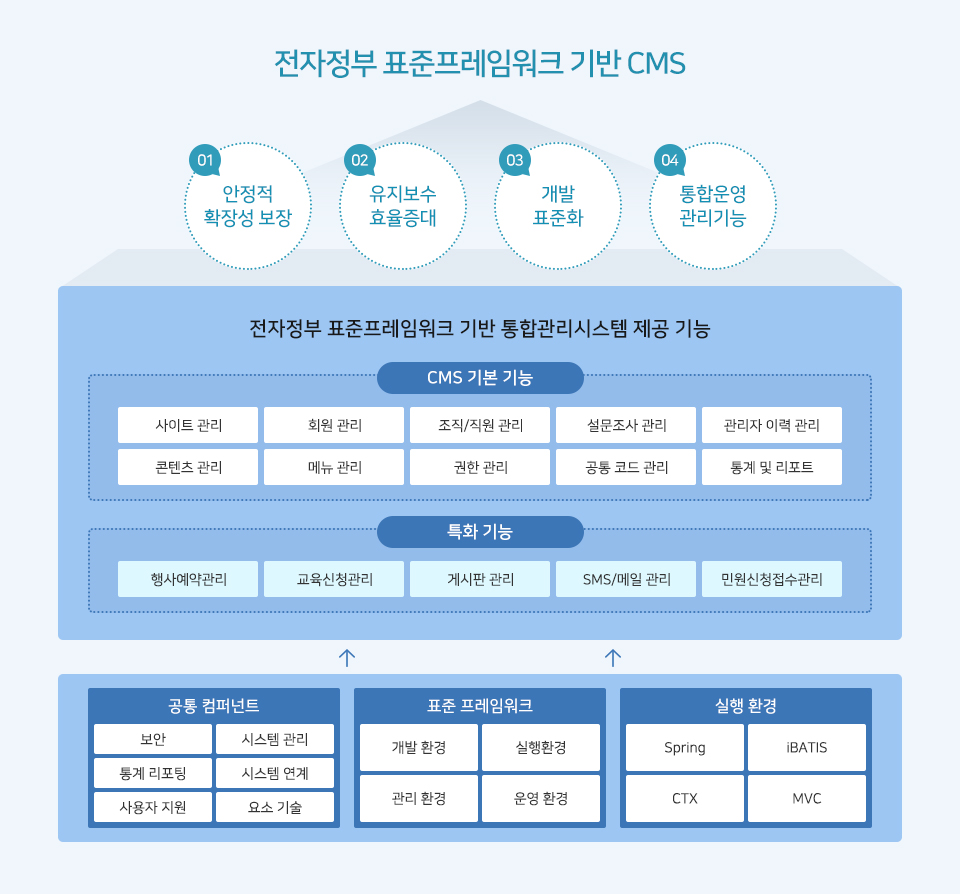 전자정부 표준프레임워크 기반 CMS
01
안정적
확장성 보장
02
유지보수
효율증대
03
개발
표준화
04
통합운영
관리기능
전자정부 표준프레임워크 기반 통합관리시스템 제공 기능
CMS 기본 기능
사이트 관리
회원 관리
조직/직원 관리
설문조사 관리
관리자 이력 관리
콘텐츠 관리
메뉴 관리
권한 관리
공통 코드 관리
통계 및 리포트
특화 기능
행사예약관리
교육신청관리
게시판 관리
SMS/메일 관리
민원신청접수관리
공통 컴퍼넌트
보안
시스템 관리
통계 리포팅
시스템 연계
사용자 지원
요소 기술
표준 프레임워크
개발 환경
실행환경
관리 환경
운영 환경
실행 환경
Spring
iBATIS
CTX
MVC